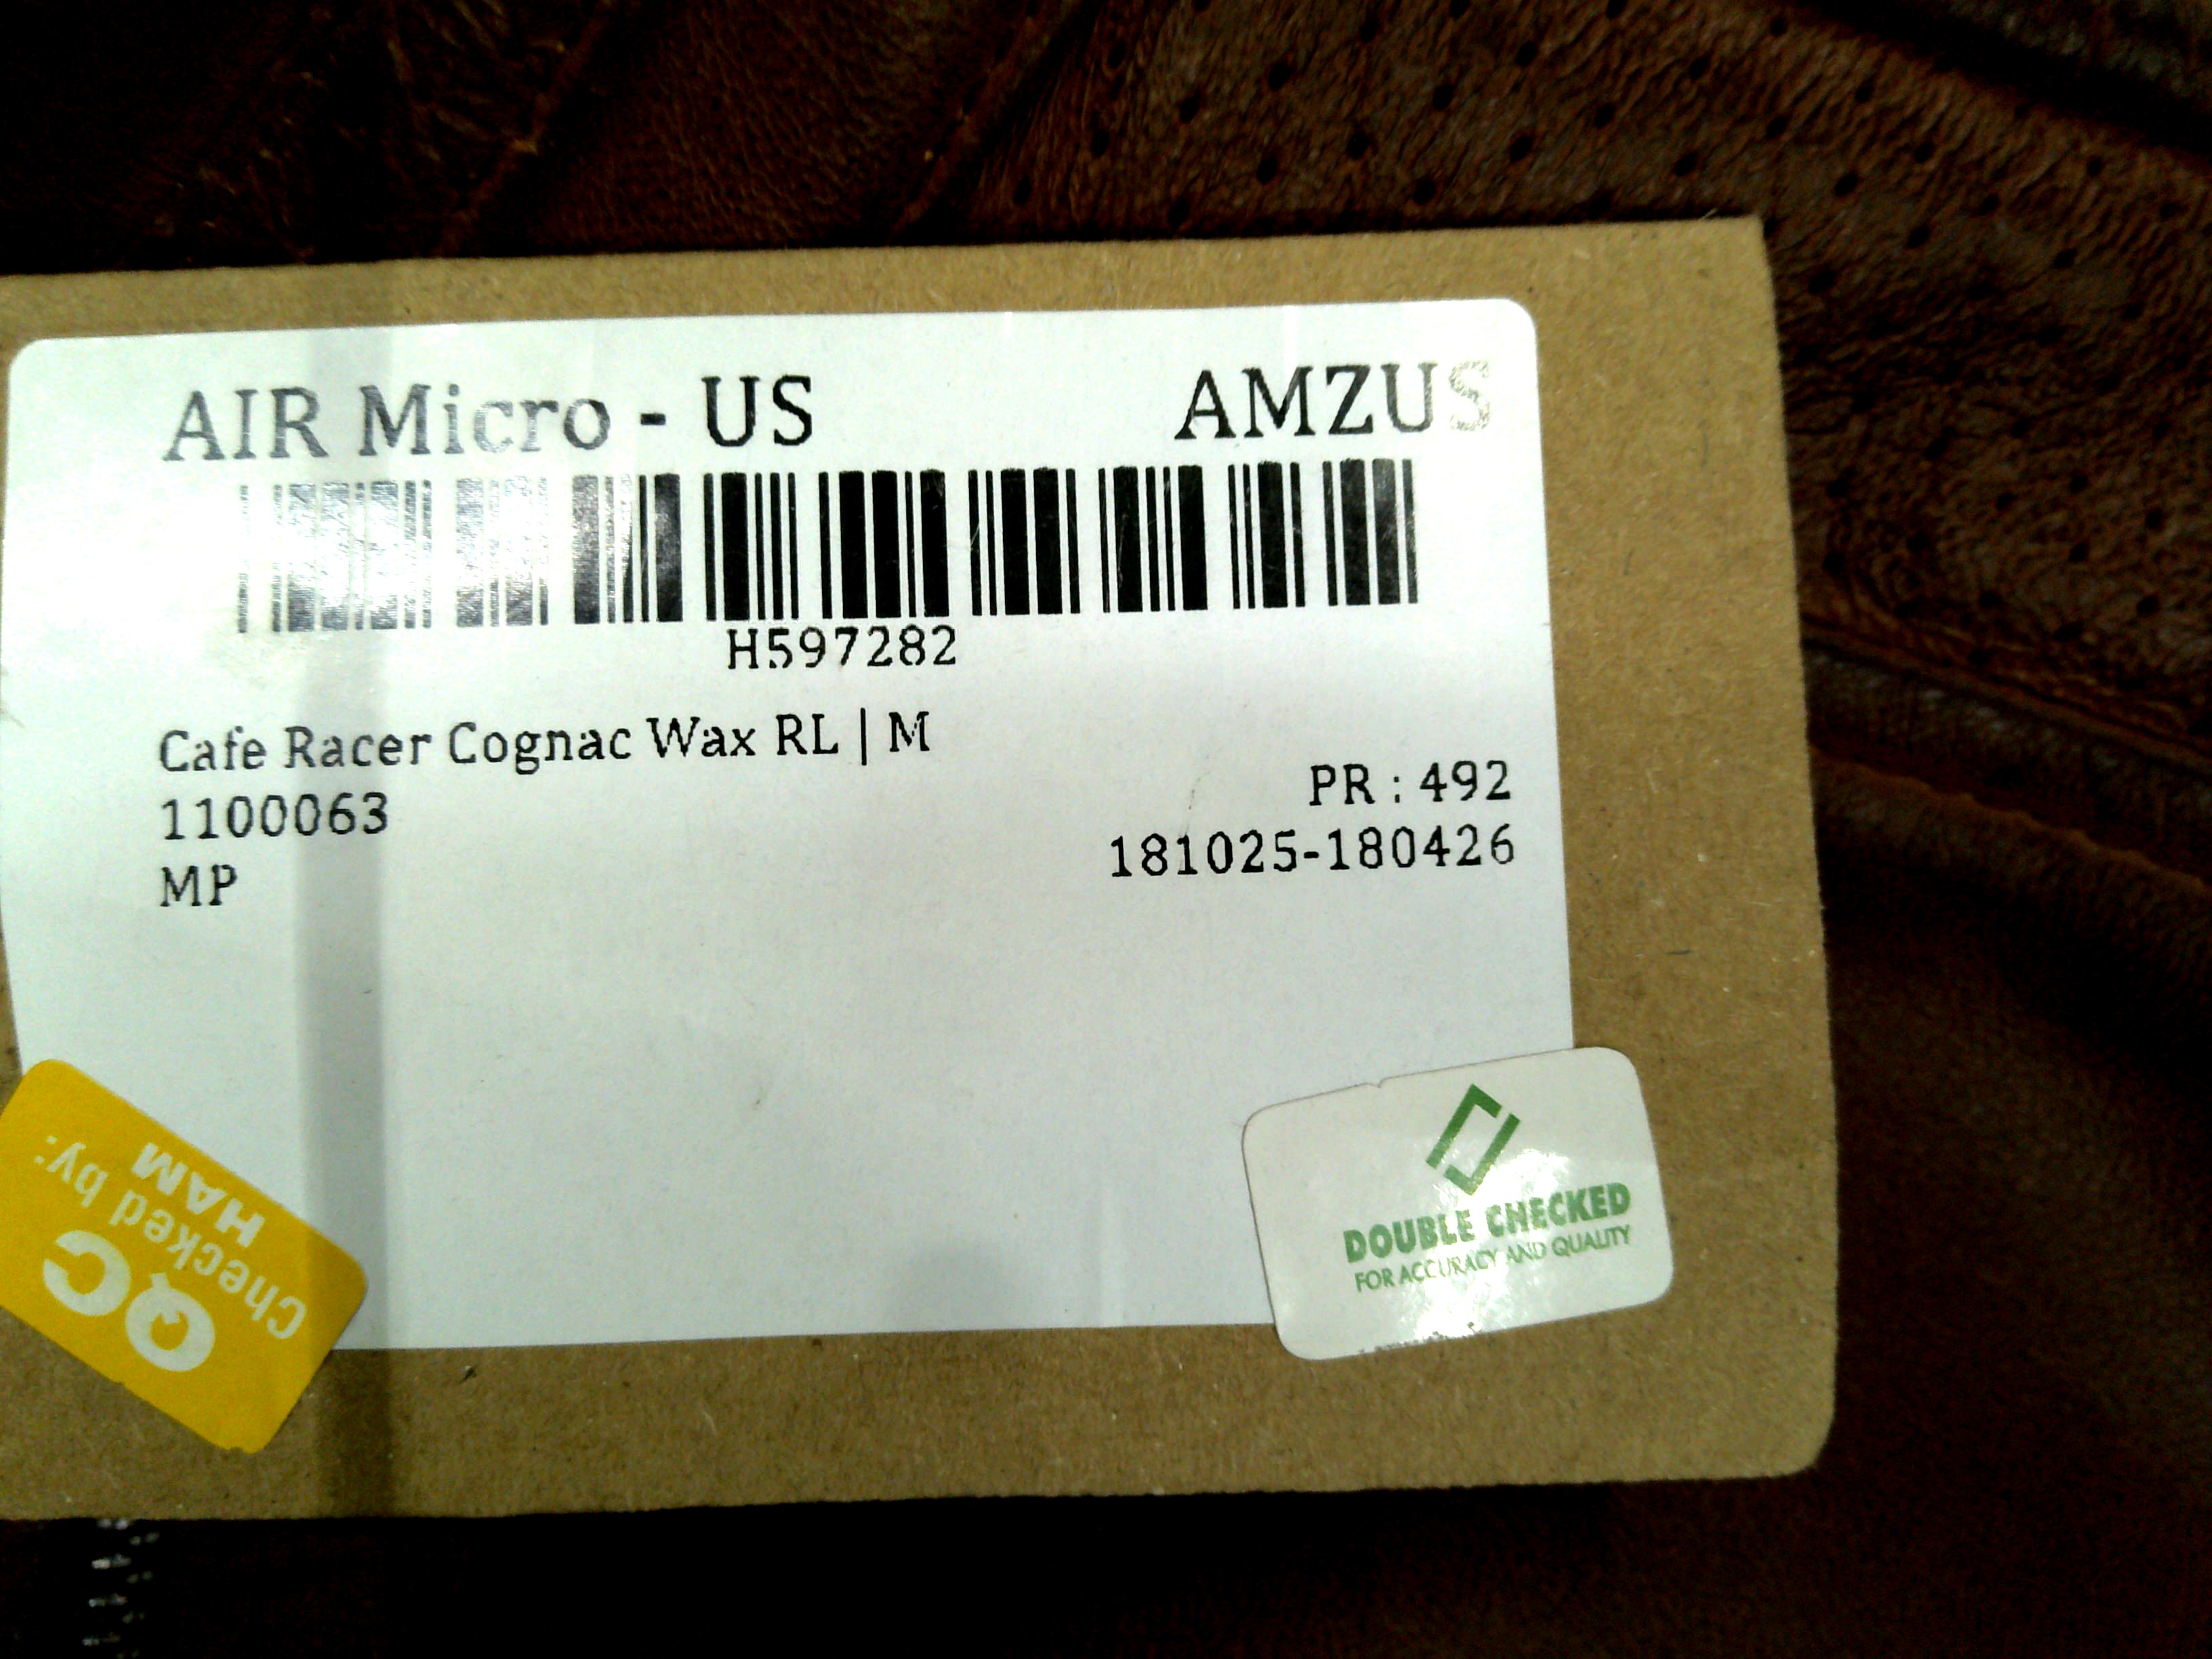 AIR Micro - US AMZUS
H597282
Cafe Racer Cognac Wax RL | M
1100063
PR : 492
MP
181025-180426
QC
Checked by:
HAM
DOUBLE CHECKED
FOR ACCURACY AND QUALITY